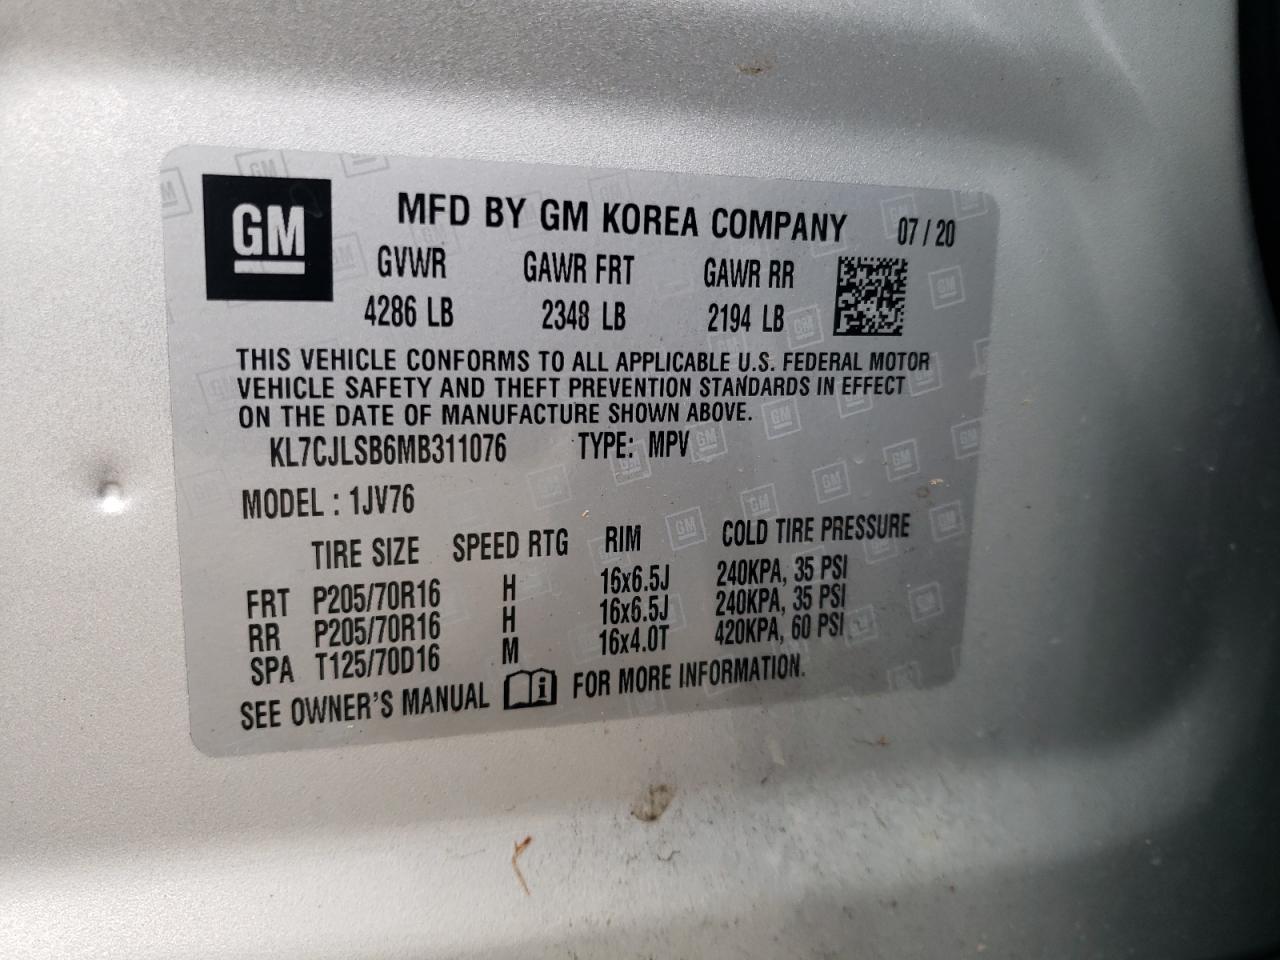 GM
MFD BY GM KOREA COMPANY 07 / 20
GVWR GAWR FRT GAWR RR
4286 LB 2348 LB 2194 LB
THIS VEHICLE CONFORMS TO ALL APPLICABLE U.S. FEDERAL MOTOR
VEHICLE SAFETY AND THEFT PREVENTION STANDARDS IN EFFECT
ON THE DATE OF MANUFACTURE SHOWN ABOVE.
KL7CJLSB6MB311076 TYPE: MPV
MODEL : 1JV76
TIRE SIZE SPEED RTG RIM COLD TIRE PRESSURE
FRT P205/70R16 H 16x6.5J 240KPA, 35 PSI
RR P205/70R16 H 16x6.5J 240KPA, 35 PSI
SPA T125/70D16 M 16x4.0T 420KPA, 60 PSI
SEE OWNER'S MANUAL FOR MORE INFORMATION.